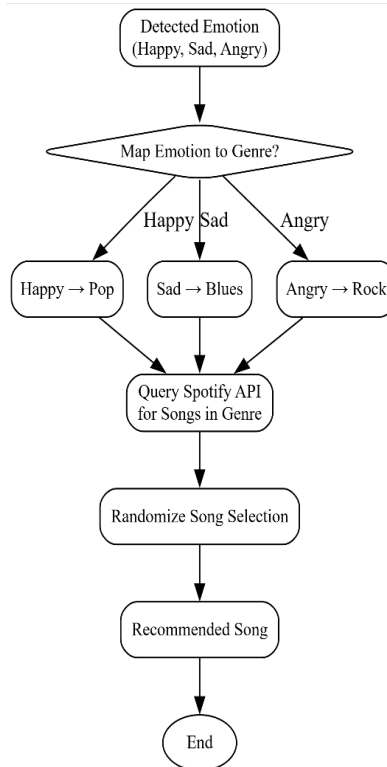 Detected Emotion
(Happy, Sad, Angry)
Map Emotion to Genre?
Happy Sad Angry
Happy → Pop
Sad → Blues
Angry → Rock
Query Spotify API
for Songs in Genre
Randomize Song Selection
Recommended Song
End